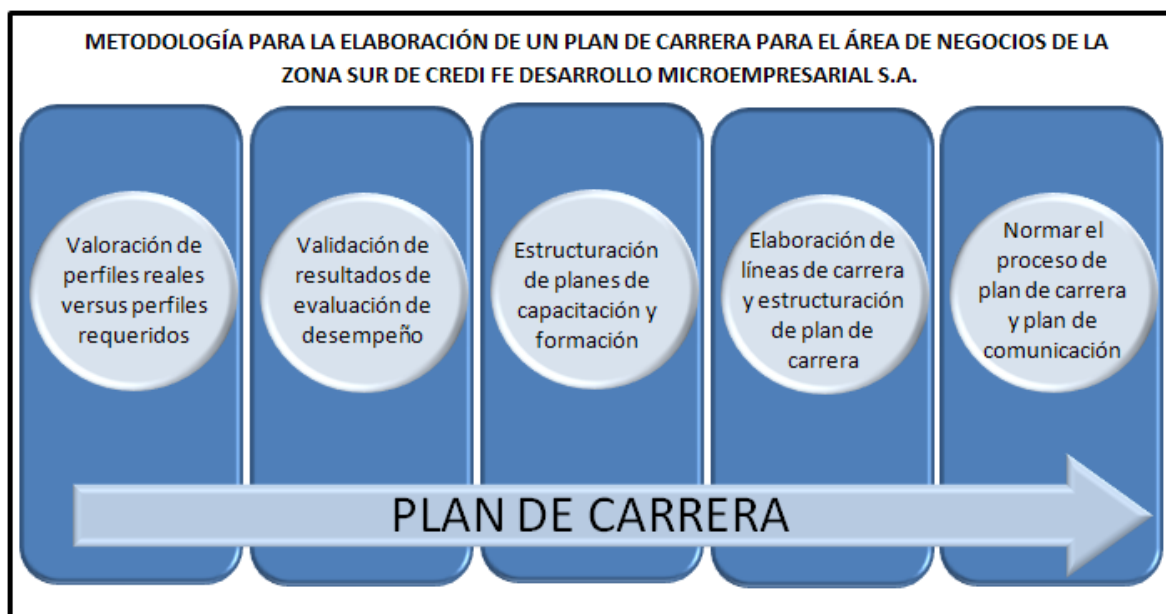 METODOLOGÍA PARA LA ELABORACIÓN DE UN PLAN DE CARRERA PARA EL ÁREA DE NEGOCIOS DE LA
ZONA SUR DE CREDI FE DESARROLLO MICROEMPRESARIAL S.A.
Valoración de
perfiles reales
versus perfiles
requeridos
Validación de
resultados de
evaluación de
desempeño
Estructuración
de planes de
capacitación y
formación
Elaboración de
líneas de carrera
y estructuración
de plan de
carrera
Normar el
proceso de
plan de carrera
y plan de
comunicación
PLAN DE CARRERA